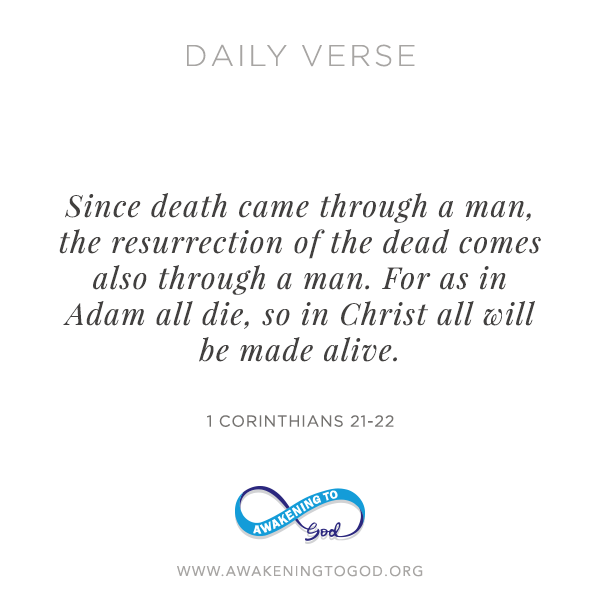 DAILY VERSE
Since death came through a man,
the resurrection of the dead comes
also through a man. For as in
Adam all die, so in Christ all will
be made alive.
1 CORINTHIANS 21-22
AWAKENING TO
God
WWW.AWAKENINGTOGOD.ORG